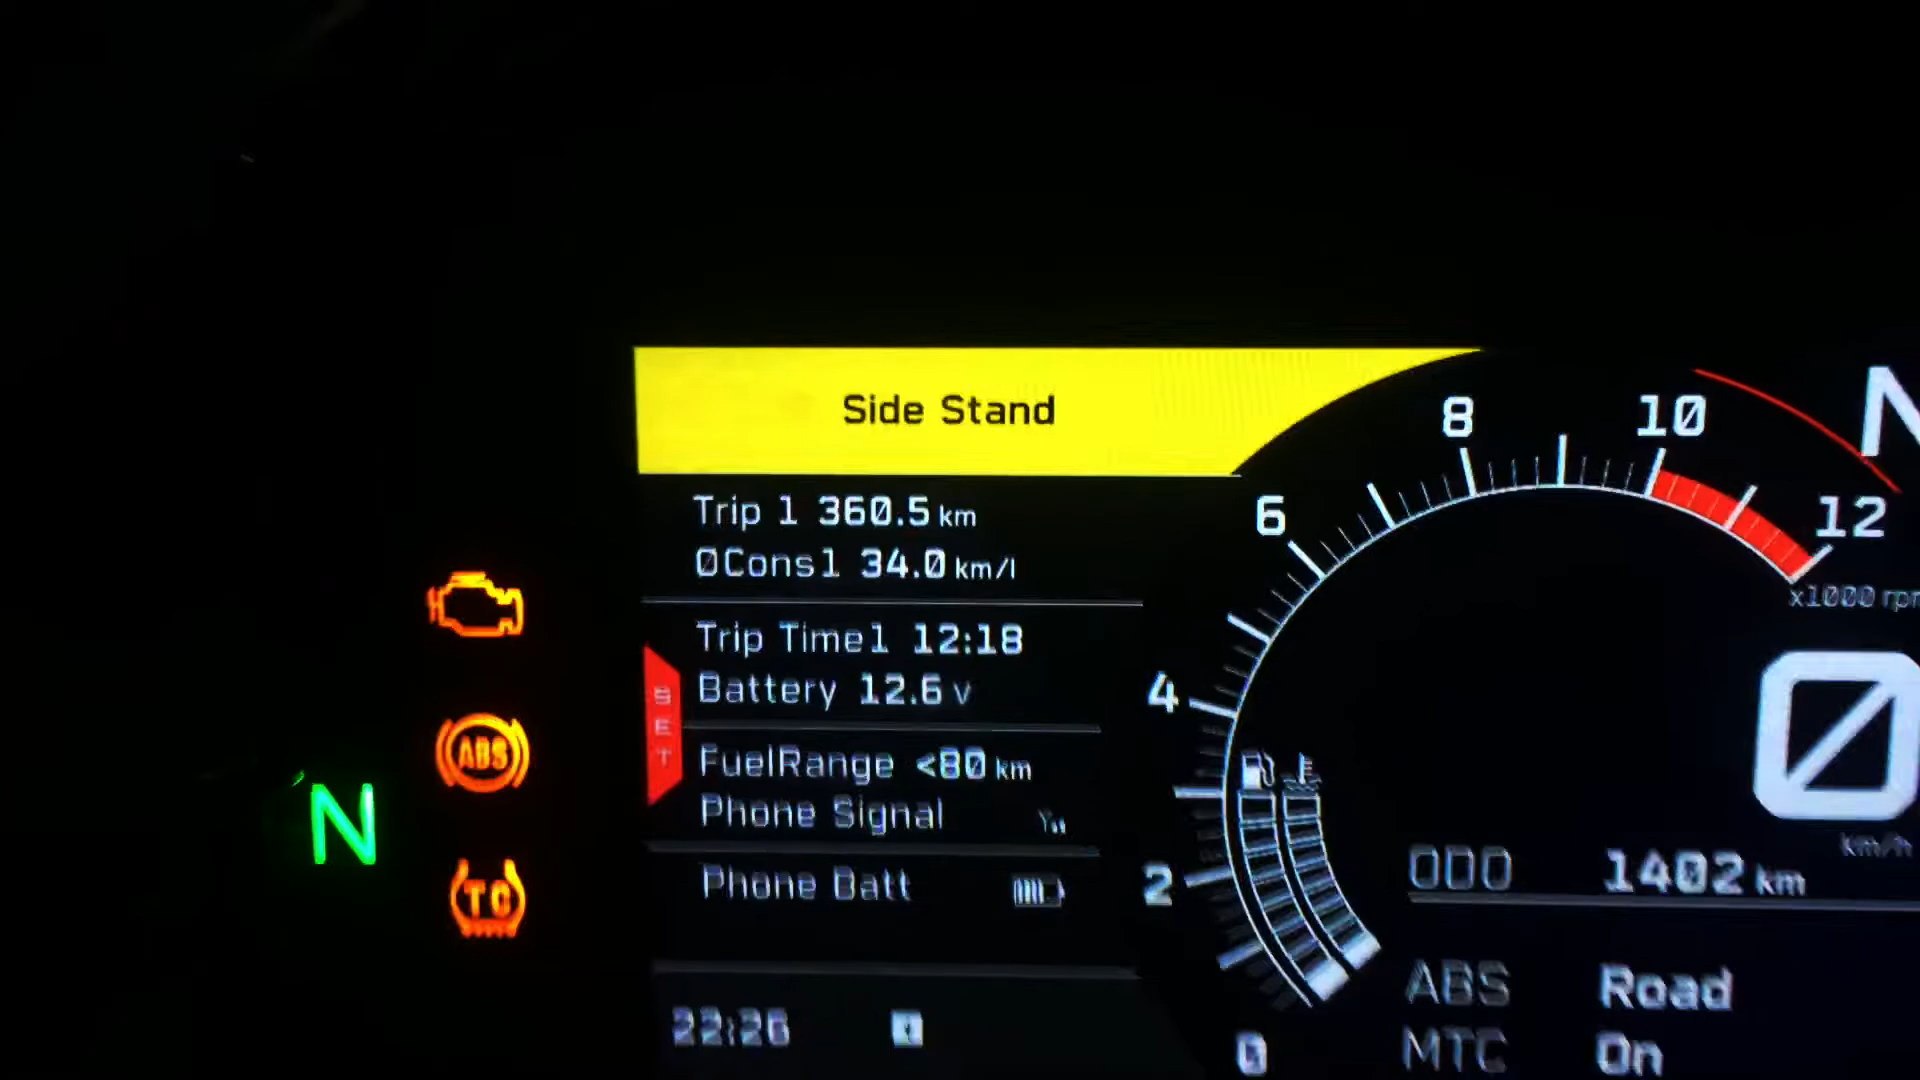 Side Stand
Trip 1 360.5 km
ØCons1 34.0 km/l
Trip Time1 12:18
Battery 12.6 V
SET
FuelRange <80 km
Phone Signal
Phone Batt
22:26
N
ABS
TC
N
0
2
4
6
8
10
12
x1000 rpm
0
km/h
ODO 1402 km
ABS Road
MTC On